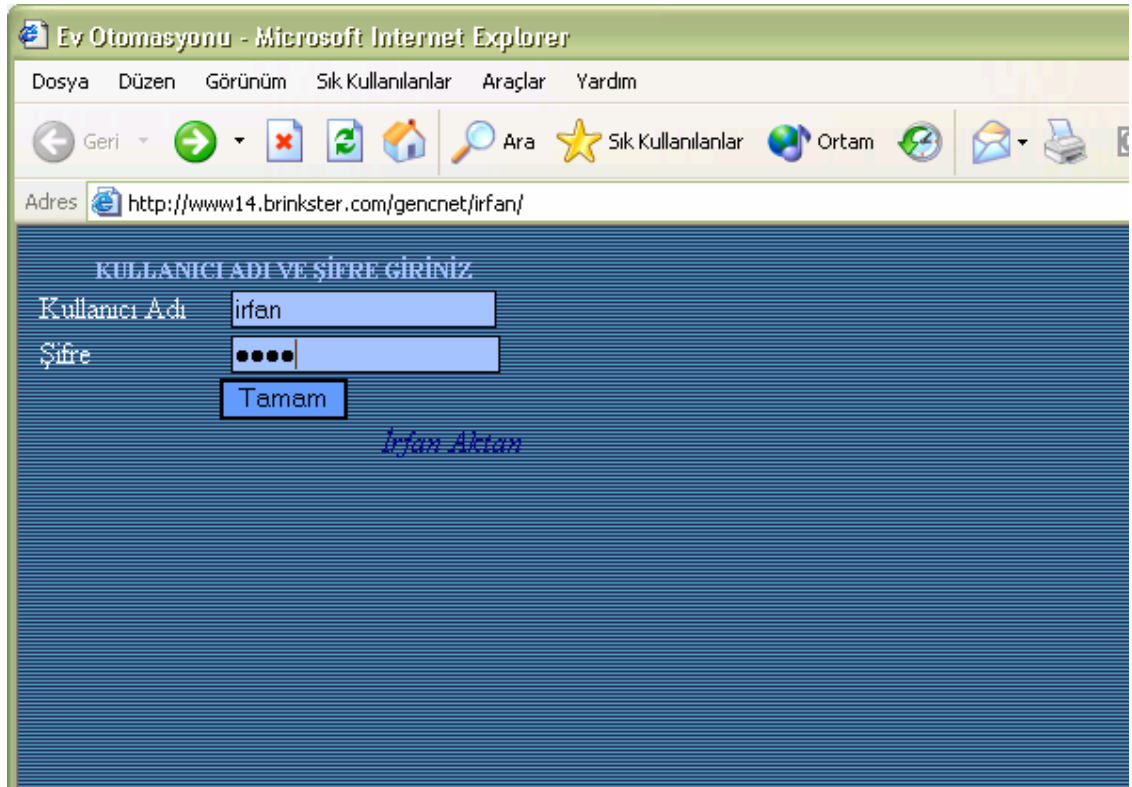 Ev Otomasyonu - Microsoft Internet Explorer
Dosya Düzen Görünüm Sık Kullanılanlar Araçlar Yardım
Geri Ara Sık Kullanılanlar Ortam
Adres http://www14.brinkster.com/gencnet/irfan/
KULLANICI ADI VE ŞİFRE GİRİNİZ
Kullanıcı Adı irfan
Şifre ●●●●
Tamam
İrfan Aktan